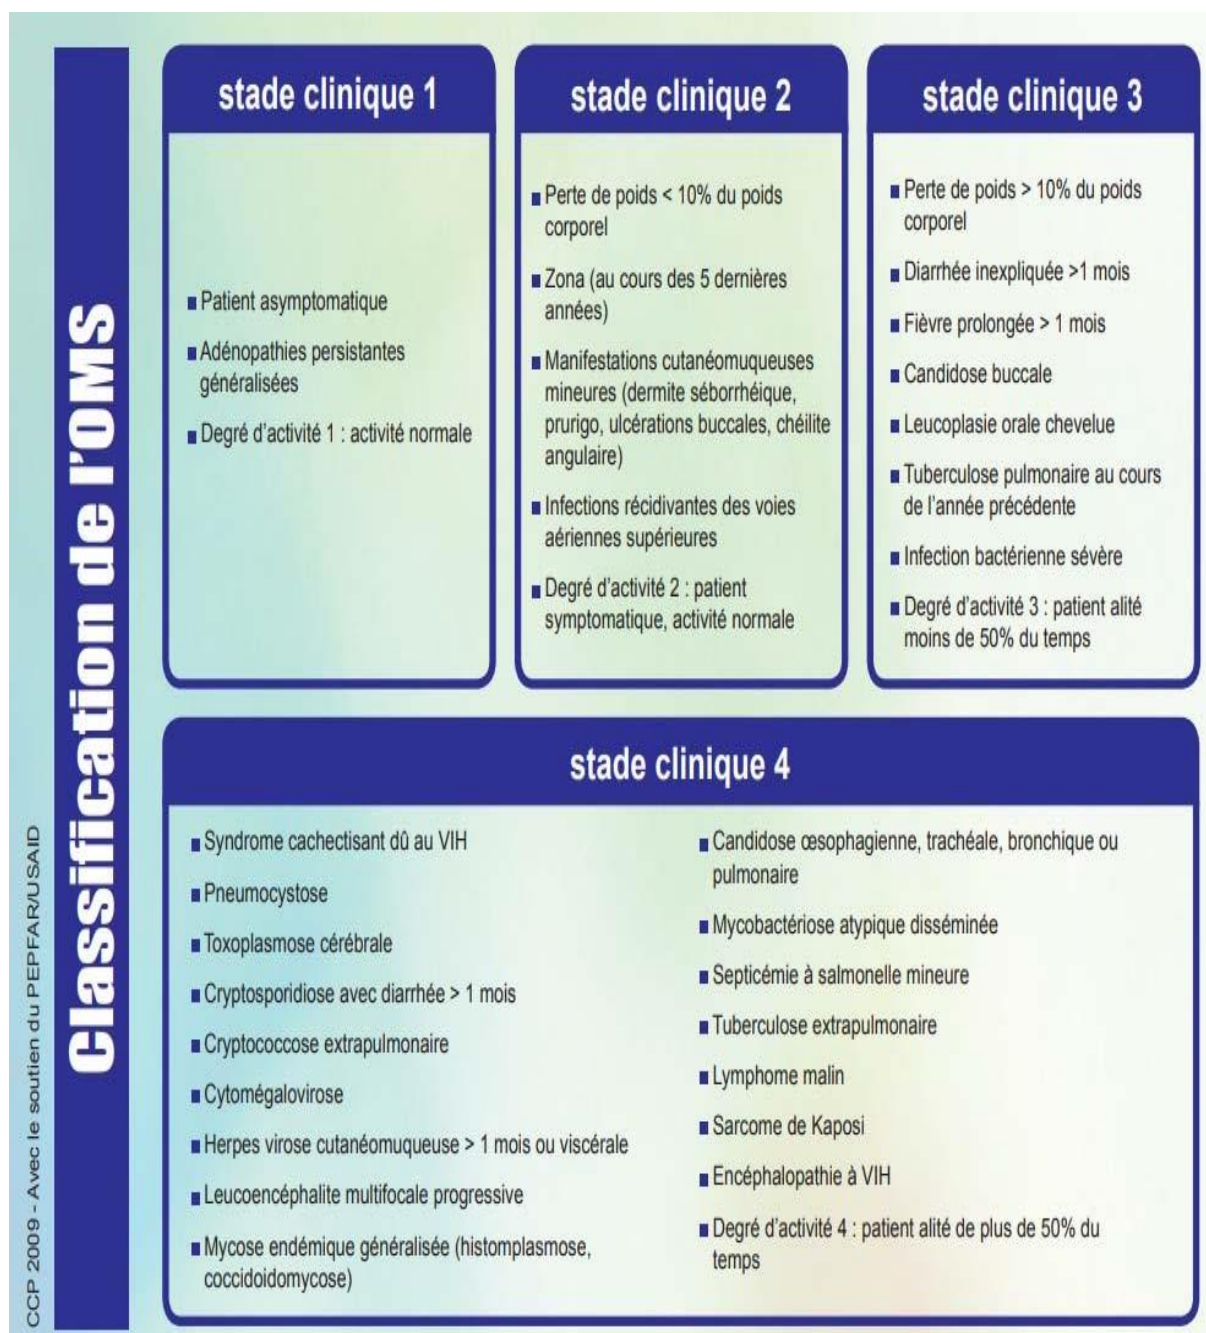 Classification de l'OMS
CCP 2009 - Avec le soutien du PEPFAR/USAID
stade clinique 1
■ Patient asymptomatique
■ Adénopathies persistantes
généralisées
■ Degré d'activité 1 : activité normale
stade clinique 2
■ Perte de poids < 10% du poids
corporel
■ Zona (au cours des 5 dernières
années)
■ Manifestations cutanéomuqueuses
mineures (dermite séborrhéique,
prurigo, ulcérations buccales, chéilite
angulaire)
■ Infections récidivantes des voies
aériennes supérieures
■ Degré d'activité 2 : patient
symptomatique, activité normale
stade clinique 3
■ Perte de poids > 10% du poids
corporel
■ Diarrhée inexpliquée >1 mois
■ Fièvre prolongée > 1 mois
■ Candidose buccale
■ Leucoplasie orale chevelue
■ Tuberculose pulmonaire au cours
de l'année précédente
■ Infection bactérienne sévère
■ Degré d'activité 3 : patient alité
moins de 50% du temps
stade clinique 4
■ Syndrome cachectisant dû au VIH
■ Pneumocystose
■ Toxoplasmose cérébrale
■ Cryptosporidiose avec diarrhée > 1 mois
■ Cryptococcose extrapulmonaire
■ Cytomégalovirose
■ Herpes virose cutanéomuqueuse > 1 mois ou viscérale
■ Leucoencéphalite multifocale progressive
■ Mycose endémique généralisée (histomplasmose,
coccidoidomycose)
■ Candidose œsophagienne, trachéale, bronchique ou
pulmonaire
■ Mycobactériose atypique disséminée
■ Septicémie à salmonelle mineure
■ Tuberculose extrapulmonaire
■ Lymphome malin
■ Sarcome de Kaposi
■ Encéphalopathie à VIH
■ Degré d'activité 4 : patient alité de plus de 50% du
temps